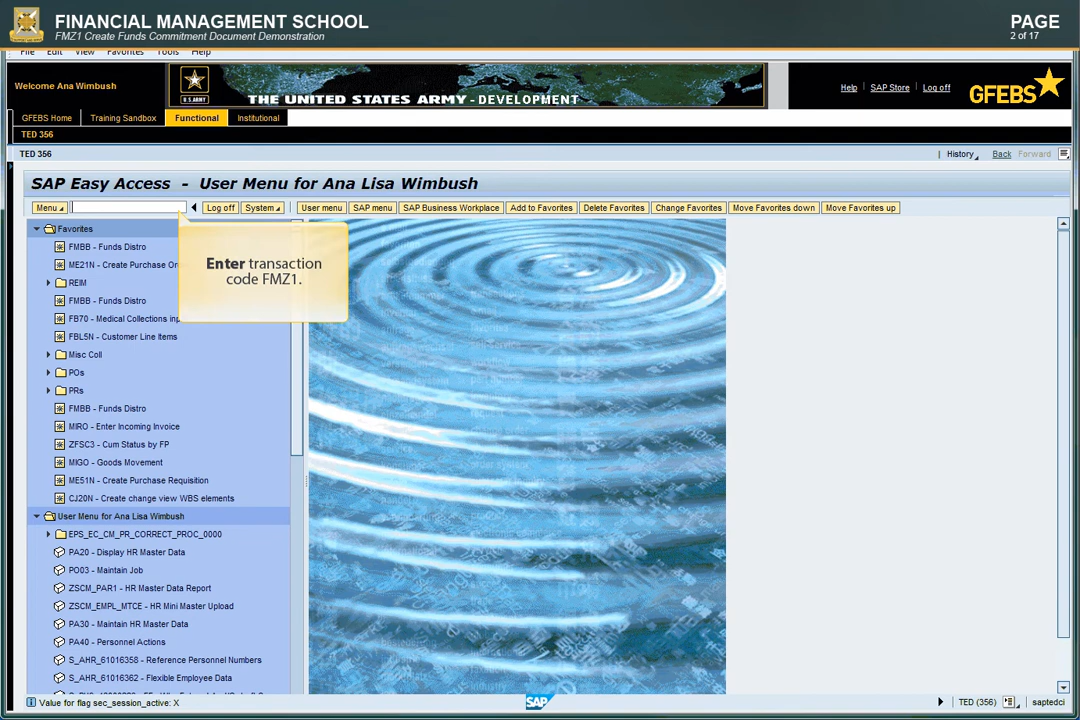 FINANCIAL MANAGEMENT SCHOOL
FMZ1 Create Funds Commitment Document Demonstration
PAGE
2 of 17
File Edit View Favorites Tools Help
Welcome Ana Wimbush
U.S.ARMY
THE UNITED STATES ARMY - DEVELOPMENT
Help | SAP Store | Log off
GFEBS
GFEBS Home | Training Sandbox | Functional | Institutional
TED 356
TED 356
| History Back Forward
SAP Easy Access - User Menu for Ana Lisa Wimbush
Menu Log off System User menu SAP menu SAP Business Workplace Add to Favorites Delete Favorites Change Favorites Move Favorites down Move Favorites up
Favorites
FMBB - Funds Distro
ME21N - Create Purchase
Enter transaction
code FMZ1.
REIM
FMBB - Funds Distro
FB70 - Medical Collections
FBL5N - Customer Line Items
Misc Coll
POs
PRs
FMBB - Funds Distro
MIRO - Enter Incoming Invoice
ZFSC3 - Cum Status by FP
MIGO - Goods Movement
ME51N - Create Purchase Requisition
CJ20N - Create change view WBS elements
User Menu for Ana Lisa Wimbush
EPS_EC_CM_PR_CORRECT_PROC_0000
PA20 - Display HR Master Data
PO03 - Maintain Job
ZSCM_PAR1 - HR Master Data Report
ZSCM_EMPL_MTCE - HR Mini Master Upload
PA30 - Maintain HR Master Data
PA40 - Personnel Actions
S_AHR_61016358 - Reference Personnel Numbers
S_AHR_61016362 - Flexible Employee Data
Value for flag sec_session_active: X
SAP
TED (356)
saptedci